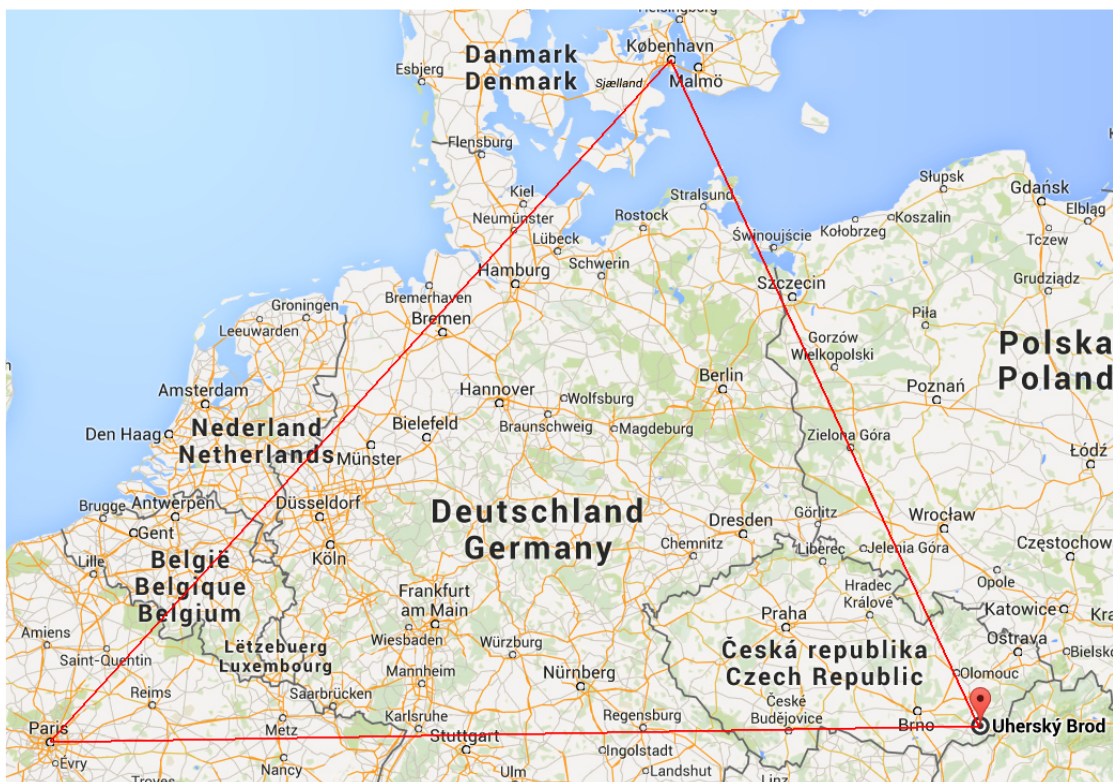 Helsingborg
København
Danmark
Denmark
Esbjerg
Malmö
Sjælland
Flensburg
Słupsk
Gdańsk
Kiel
Stralsund
Elbląg
Neumünster
Rostock
Koszalin
Kołobrzeg
Lübeck
Świnoujście
Tczew
Hamburg
Schwerin
Szczecin
Grudziądz
Bremerhaven
Groningen
Piła
Leeuwarden
Bremen
Gorzów
Wielkopolski
Polska
Poland
Amsterdam
Hannover
Wolfsburg
Berlin
Poznań
Den Haag
Nederland
Netherlands
Bielefeld
Braunschweig
Magdeburg
Zielona Góra
Łódź
Münster
Brugge
Antwerpen
Düsseldorf
Deutschland
Germany
Dresden
Görlitz
Wrocław
Gent
Lille
België
Belgique
Belgium
Köln
Chemnitz
Liberec
Jelenia Góra
Częstochow
Opole
Frankfurt
am Main
Hradec
Králové
Praha
Katowice
Kra
Amiens
Wiesbaden
Würzburg
Ostrava
Bielsko
Saint-Quentin
Lëtzebuerg
Luxembourg
Mannheim
Nürnberg
Česká republika
Czech Republic
Olomouc
Reims
Saarbrücken
Paris
Metz
Karlsruhe
Regensburg
České
Budějovice
Brno
Uherský Brod
Évry
Nancy
Stuttgart
Ingolstadt
Troyes
Ulm
Landshut
Linz